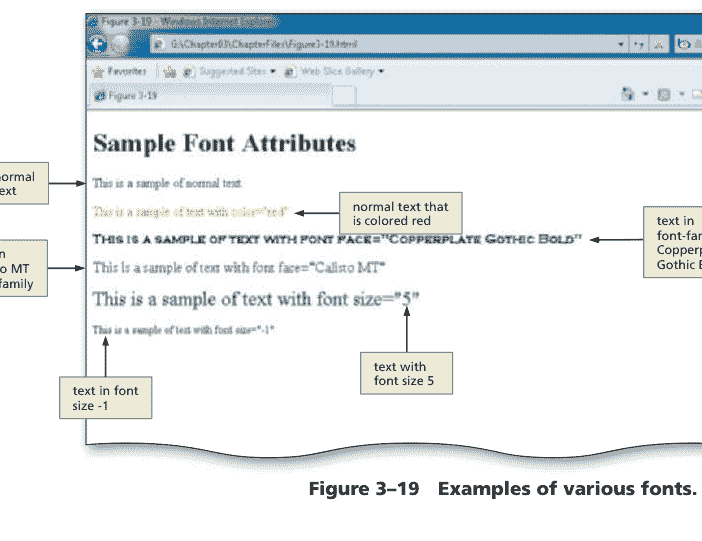 Figure 3-19 - Windows Internet Explorer
G:\Chapter03\ChapterFiles\Figure3-19.html
Favorites Suggested Sites Web Slice Gallery
Figure 3-19
Sample Font Attributes
ormal
ext
This is a sample of normal text.
This is a sample of text with color="red"
normal text that
is colored red
This is a sample of text with font face="Copperplate Gothic Bold"
text in
font-fam
Copperp
Gothic B
n
o MT
family
This is a sample of text with font face="Calisto MT"
This is a sample of text with font size="5"
This is a sample of text with font size="-1"
text with
font size 5
text in font
size -1
Figure 3–19 Examples of various fonts.